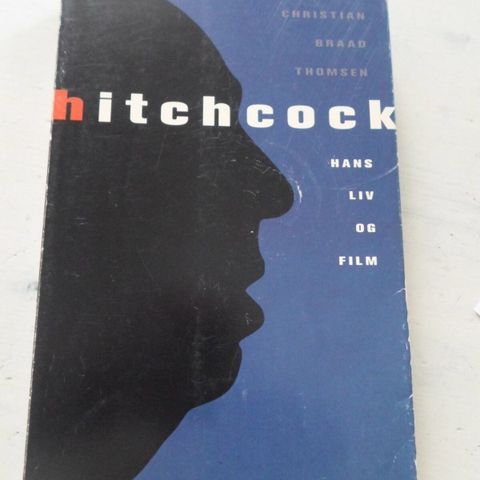 CHRISTIAN
BRAAD
THOMSEN
hitchcock
HANS
LIV
OG
FILM